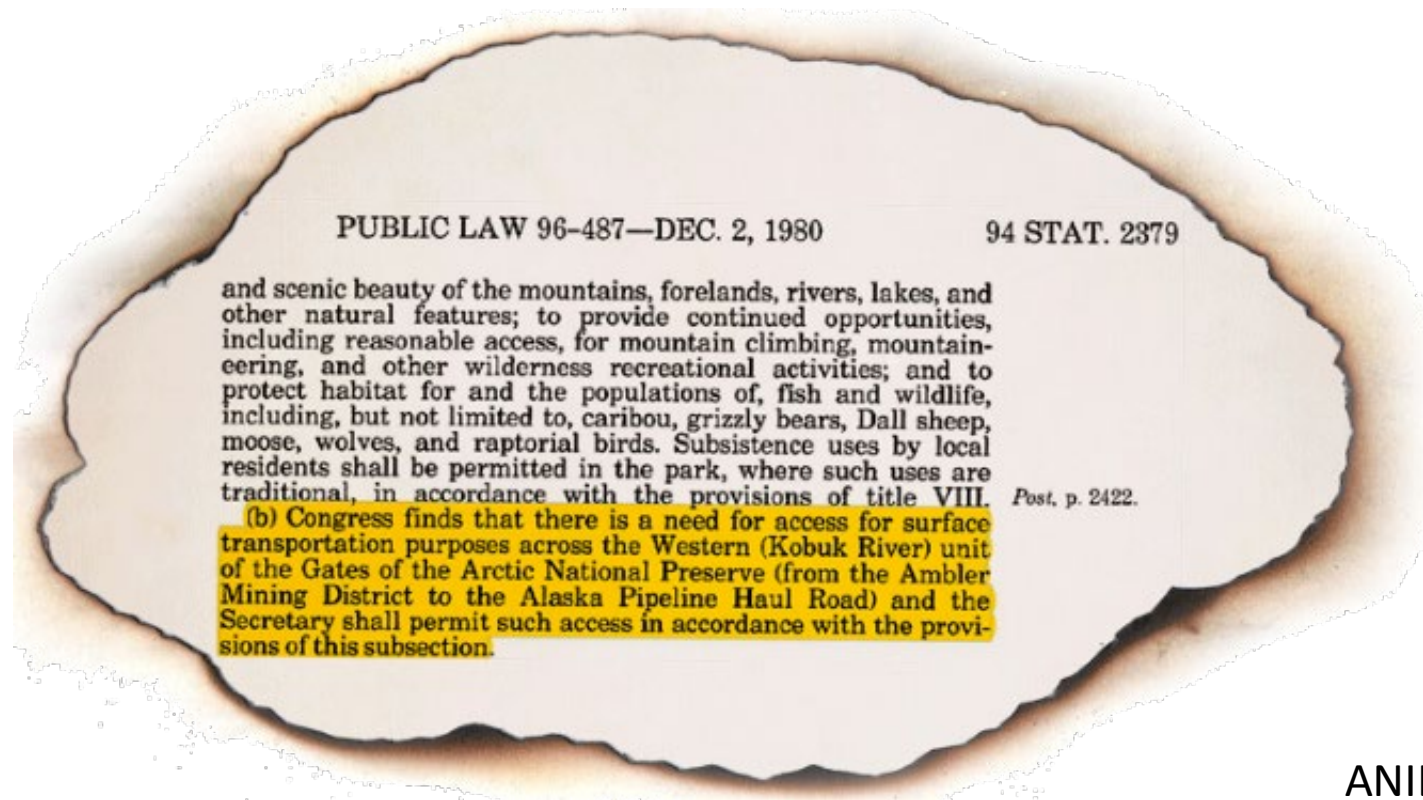 PUBLIC LAW 96-487—DEC. 2, 1980 94 STAT. 2379
and scenic beauty of the mountains, forelands, rivers, lakes, and
other natural features; to provide continued opportunities,
including reasonable access, for mountain climbing, mountain-
eering, and other wilderness recreational activities; and to
protect habitat for and the populations of, fish and wildlife,
including, but not limited to, caribou, grizzly bears, Dall sheep,
moose, wolves, and raptorial birds. Subsistence uses by local
residents shall be permitted in the park, where such uses are
traditional, in accordance with the provisions of title VIII. Post, p. 2422.
(b) Congress finds that there is a need for access for surface
transportation purposes across the Western (Kobuk River) unit
of the Gates of the Arctic National Preserve (from the Ambler
Mining District to the Alaska Pipeline Haul Road) and the
Secretary shall permit such access in accordance with the provi-
sions of this subsection.